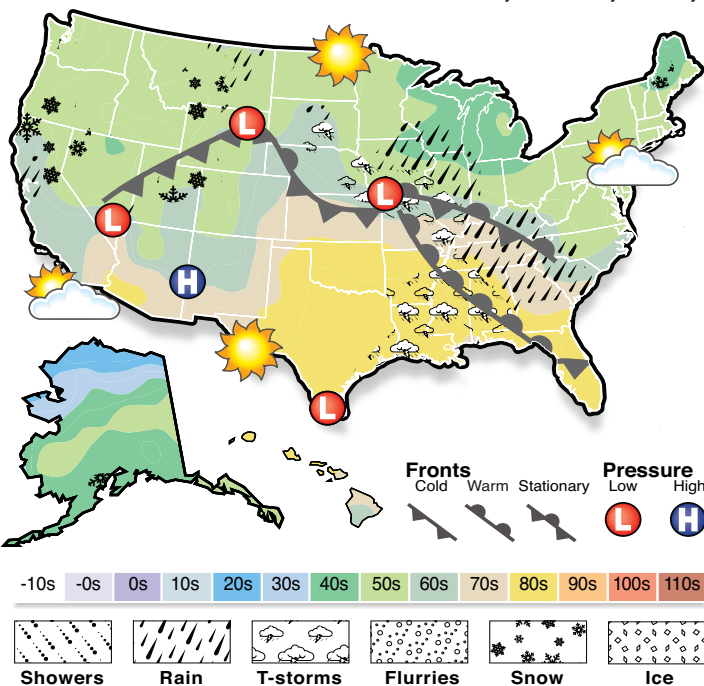 L
L
L
L
H
Fronts
Cold Warm Stationary
Pressure
Low High
L H
-10s -0s 0s 10s 20s 30s 40s 50s 60s 70s 80s 90s 100s 110s
Showers Rain T-storms Flurries Snow Ice